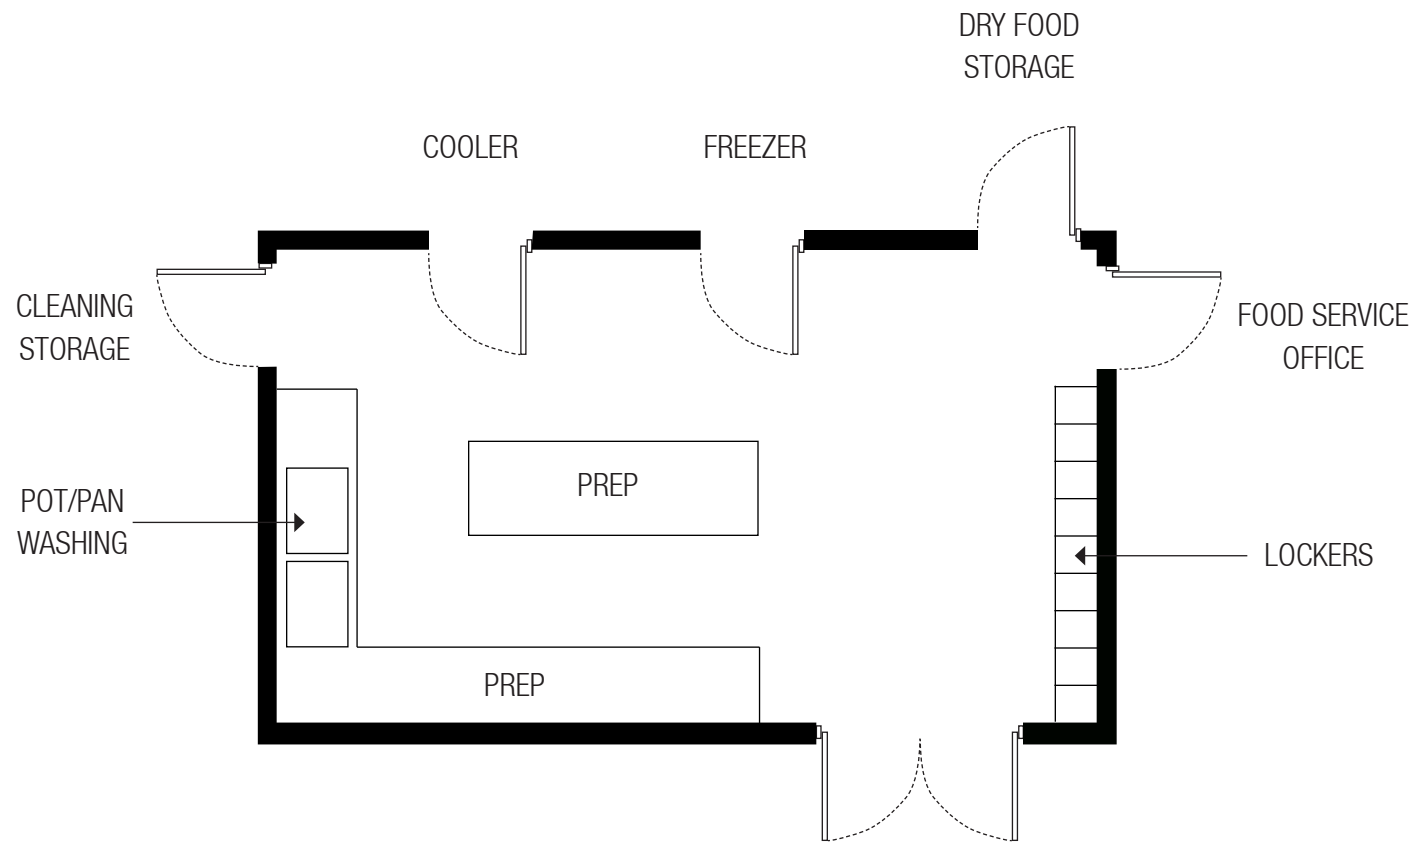 DRY FOOD
STORAGE
COOLER
FREEZER
CLEANING
STORAGE
FOOD SERVICE
OFFICE
POT/PAN
WASHING
PREP
LOCKERS
PREP